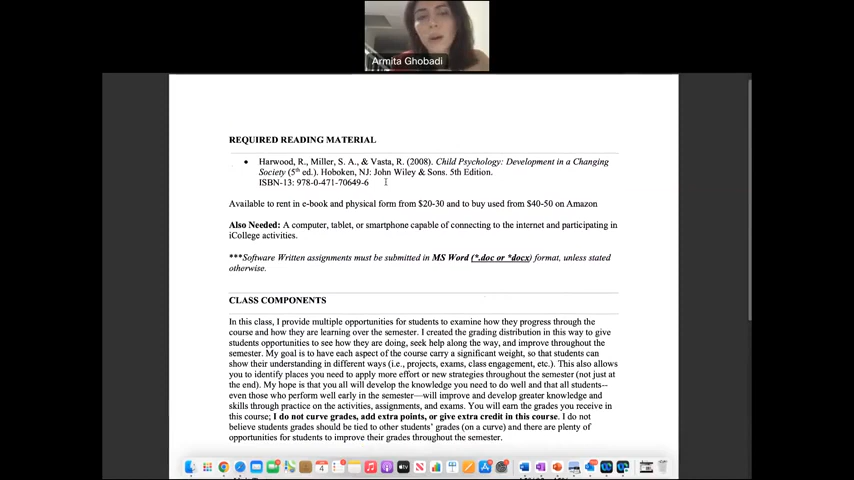 Armita Ghobadi
REQUIRED READING MATERIAL
• Harwood, R., Miller, S. A., & Vasta, R. (2008). Child Psychology: Development in a Changing
Society (5th ed.). Hoboken, NJ: John Wiley & Sons. 5th Edition.
ISBN-13: 978-0-471-70649-6
Available to rent in e-book and physical form from $20-30 and to buy used from $40-50 on Amazon
Also Needed: A computer, tablet, or smartphone capable of connecting to the internet and participating in
iCollege activities.
***Software Written assignments must be submitted in MS Word (*.doc or *docx) format, unless stated
otherwise.
CLASS COMPONENTS
In this class, I provide multiple opportunities for students to examine how they progress through the
course and how they are learning over the semester. I created the grading distribution in this way to give
students opportunities to see how they are doing, seek help along the way, and improve throughout the
semester. My goal is to have each aspect of the course carry a significant weight, so that students can
show their understanding in different ways (i.e., projects, exams, class engagement, etc.). This also allows
you to identify places you need to apply more effort or new strategies throughout the semester (not just at
the end). My hope is that you all will develop the knowledge you need to do well and that all students--
even those who perform well early in the semester—will improve and develop greater knowledge and
skills through practice on the activities, assignments, and exams. You will earn the grades you receive in
this course; I do not curve grades, add extra points, or give extra credit in this course. I do not
believe students grades should be tied to other students' grades (on a curve) and there are plenty of
opportunities for students to improve their grades throughout the semester.